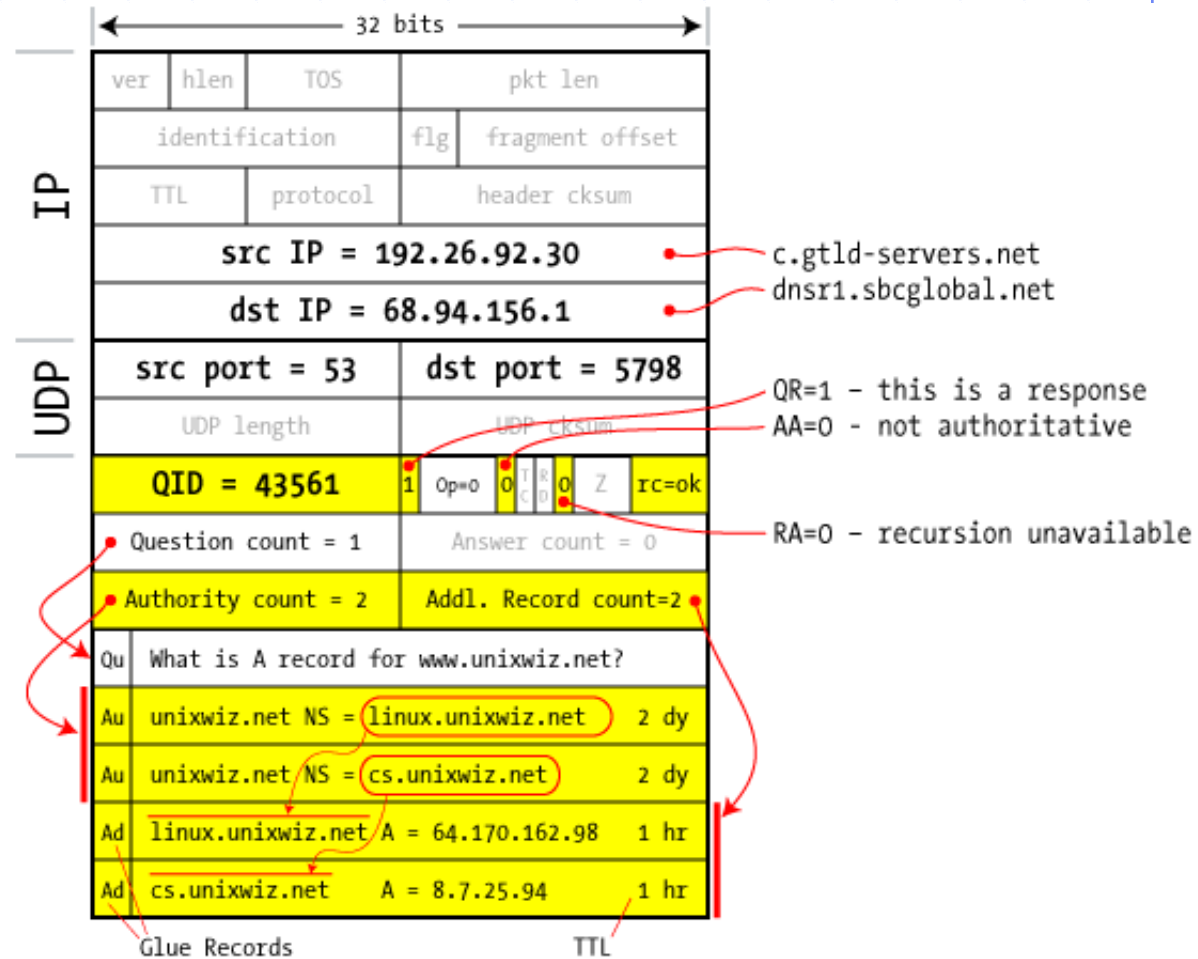 32 bits
ver hlen TOS pkt len
identification flg fragment offset
TTL protocol header cksum
IP
src IP = 192.26.92.30 c.gtld-servers.net
dst IP = 68.94.156.1 dnsr1.sbcglobal.net
UDP
src port = 53 dst port = 5798
QR=1 – this is a response
UDP length UDP cksum
AA=0 - not authoritative
QID = 43561 1 Op=0 0 TC RD 0 Z rc=ok
RA=0 – recursion unavailable
Question count = 1 Answer count = 0
Authority count = 2 Addl. Record count=2
Qu What is A record for www.unixwiz.net?
Au unixwiz.net NS = linux.unixwiz.net 2 dy
Au unixwiz.net NS = cs.unixwiz.net 2 dy
Ad linux.unixwiz.net A = 64.170.162.98 1 hr
Ad cs.unixwiz.net A = 8.7.25.94 1 hr
Glue Records TTL